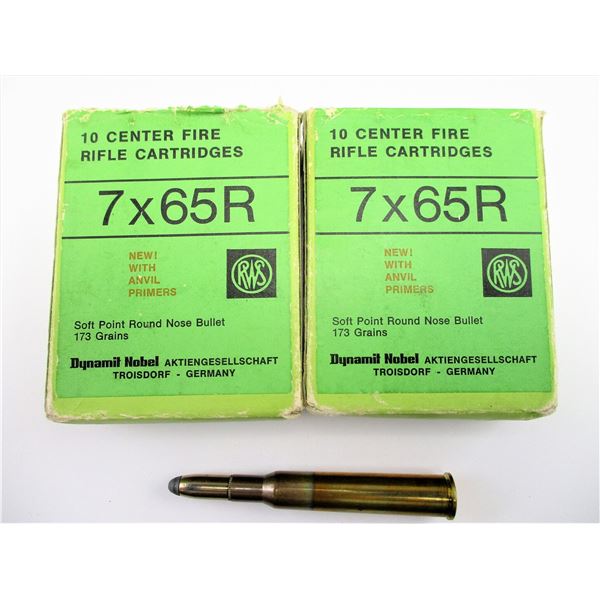 10 CENTER FIRE
RIFLE CARTRIDGES
7x65R
NEW!
WITH
ANVIL
PRIMERS
RWS
Soft Point Round Nose Bullet
173 Grains
Dynamit Nobel AKTIENGESELLSCHAFT
TROISDORF - GERMANY
10 CENTER FIRE
RIFLE CARTRIDGES
7x65R
NEW!
WITH
ANVIL
PRIMERS
RWS
Soft Point Round Nose Bullet
173 Grains
Dynamit Nobel AKTIENGESELLSCHAFT
TROISDORF - GERMANY